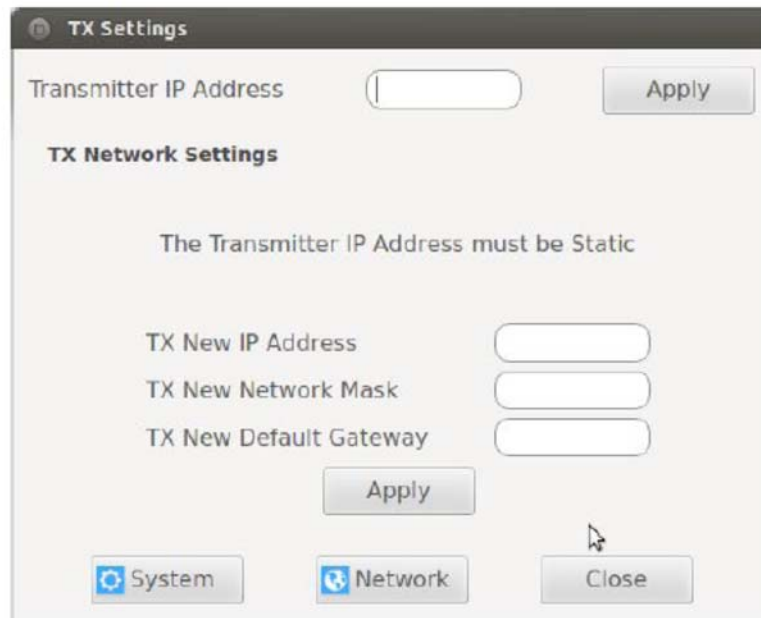 TX Settings
Transmitter IP Address Apply
TX Network Settings
The Transmitter IP Address must be Static
TX New IP Address
TX New Network Mask
TX New Default Gateway
Apply
System Network Close